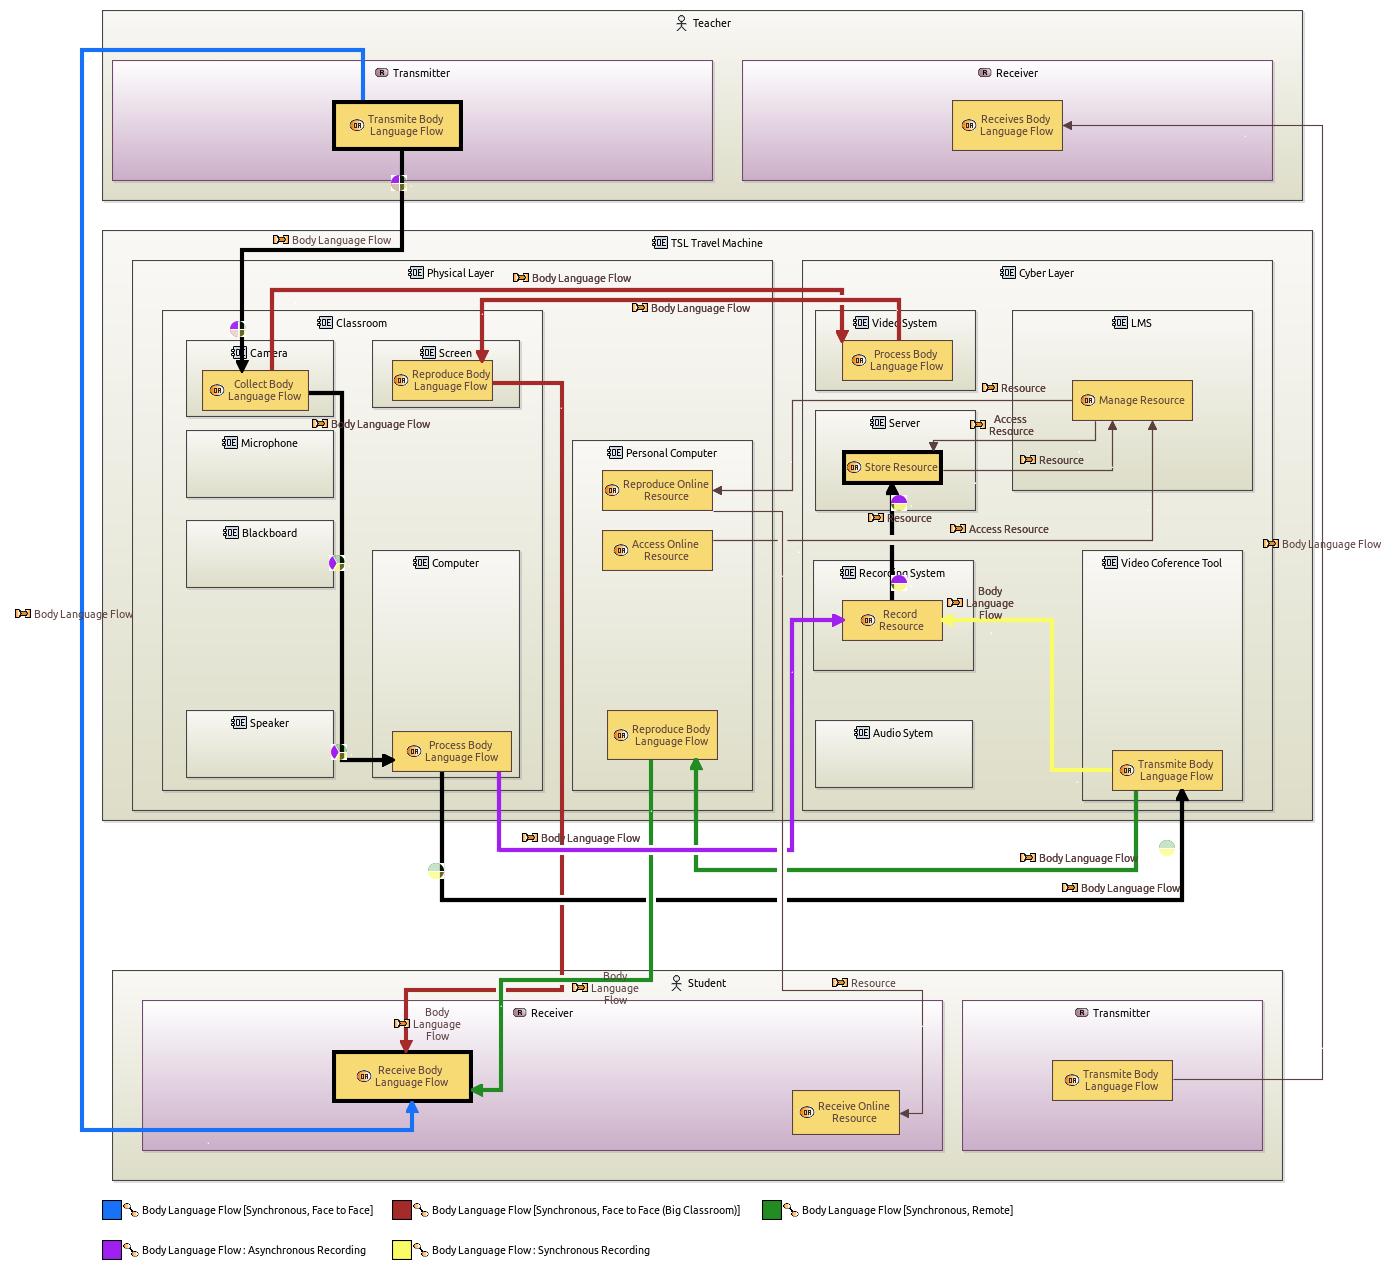 Teacher
Transmitter
Receiver
Transmite Body
Language Flow
Receives Body
Language Flow
Body Language Flow
TSL Travel Machine
Physical Layer
Body Language Flow
Cyber Layer
Body Language Flow
Classroom
Video System
LMS
Camera
Screen
Process Body
Language Flow
Collect Body
Language Flow
Reproduce Body
Language Flow
Resource
Manage Resource
Body Language Flow
Server
Access
Resource
Microphone
Personal Computer
Resource
Store Resource
Reproduce Online
Resource
Resource
Blackboard
Access Resource
Access Online
Resource
Body Language Flow
Computer
Recording System
Video Coference Tool
Body
Language
Flow
Body Language Flow
Record
Resource
Speaker
Audio Sytem
Reproduce Body
Language Flow
Process Body
Language Flow
Transmite Body
Language Flow
Body Language Flow
Body Language Flow
Body Language Flow
Student
Body
Language
Flow
Resource
Receiver
Transmitter
Body
Language
Flow
Receive Body
Language Flow
Transmite Body
Language Flow
Receive Online
Resource
Body Language Flow [Synchronous, Face to Face]
Body Language Flow [Synchronous, Face to Face (Big Classroom)]
Body Language Flow [Synchronous, Remote]
Body Language Flow : Asynchronous Recording
Body Language Flow : Synchronous Recording